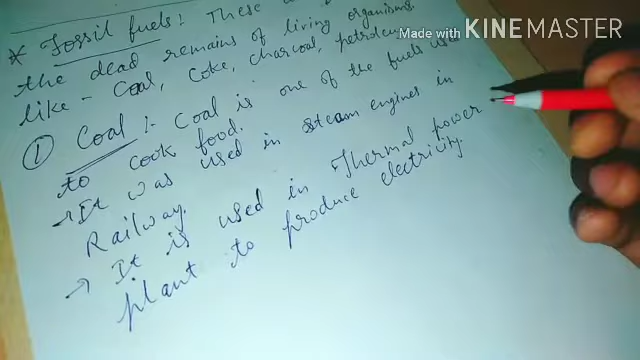 Made with KINEMASTER
* Fossil fuels: These
the dead remains of living organisms.
like - Coal, Coke, charcoal, petroleum
① Coal :- Coal is one of the fuels used
to cook food.
→ It was used in steam engines in
Railway.
→ It is used in Thermal power
plant to produce electricity.